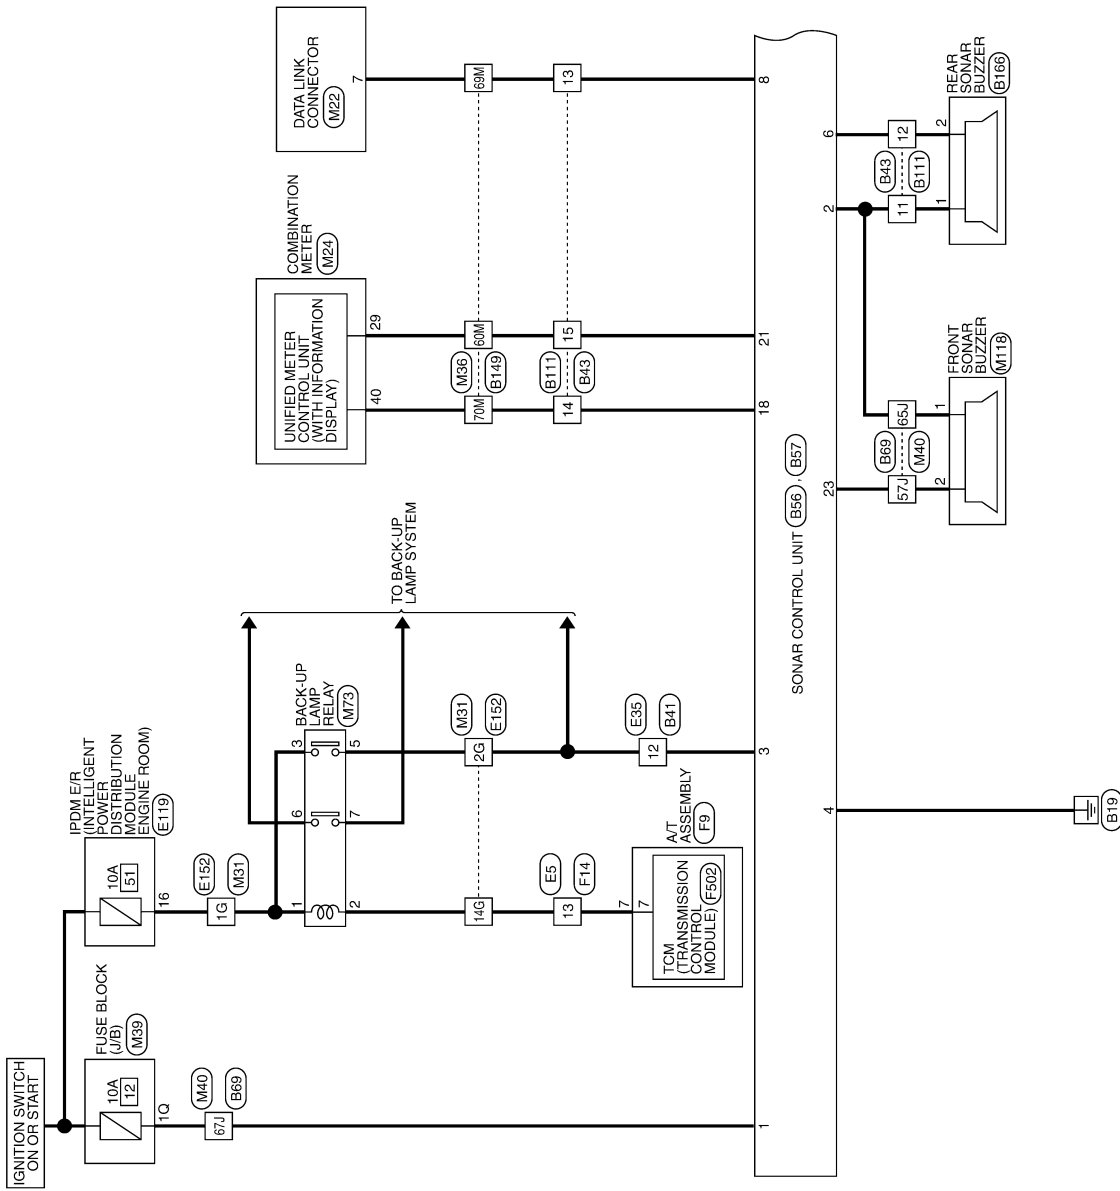 IGNITION SWITCH
ON OR START
FUSE BLOCK
(J/B)
M39
10A
12
1Q
M40
67J
B69
1
IPDM E/R
(INTELLIGENT
POWER
DISTRIBUTION
MODULE
ENGINE ROOM)
E119
10A
51
16
E152
1G
M31
BACK-UP
LAMP
RELAY
M73
1
6
3
2
7
5
TO BACK-UP
LAMP SYSTEM
14G
2G
M31
E152
E5
13
F14
E35
12
B41
A/T
ASSEMBLY
F9
7
7
TCM
(TRANSMISSION
CONTROL
MODULE)
F502
3
COMBINATION
METER
M24
UNIFIED METER
CONTROL UNIT
(WITH INFORMATION
DISPLAY)
40
29
70M
M36
B149
60M
14
B111
B43
15
18
21
DATA LINK
CONNECTOR
M22
7
69M
13
8
SONAR CONTROL UNIT
B56
,
B57
4
B19
23
2
6
57J
B69
M40
65J
2
1
FRONT
SONAR
BUZZER
M118
11
B43
B111
12
1
2
REAR
SONAR
BUZZER
B166